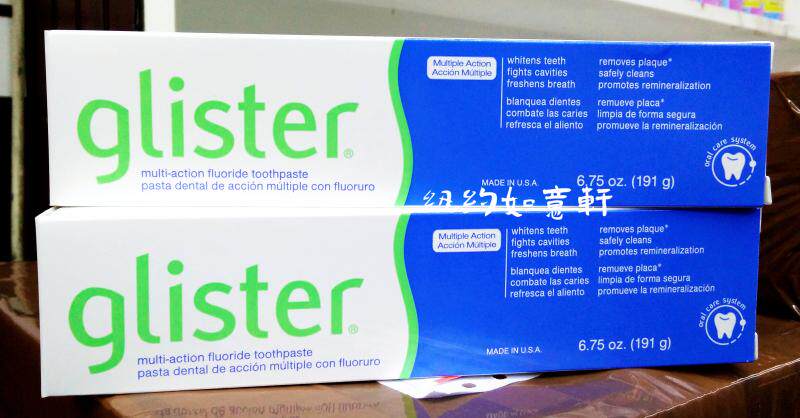 glister®
multi-action fluoride toothpaste
pasta dental de acción múltiple con fluoruro
Multiple Action
Acción Múltiple
whitens teeth
fights cavities
freshens breath
blanquea dientes
combate las caries
refresca el aliento
removes plaque*
safely cleans
promotes remineralization
remueve placa*
limpia de forma segura
promueve la remineralización
oral care system
MADE IN U.S.A.
6.75 oz. (191 g)
纽约如意軒
glister®
multi-action fluoride toothpaste
pasta dental de acción múltiple con fluoruro
Multiple Action
Acción Múltiple
whitens teeth
fights cavities
freshens breath
blanquea dientes
combate las caries
refresca el aliento
removes plaque*
safely cleans
promotes remineralization
remueve placa*
limpia de forma segura
promueve la remineralización
oral care system
MADE IN U.S.A.
6.75 oz. (191 g)